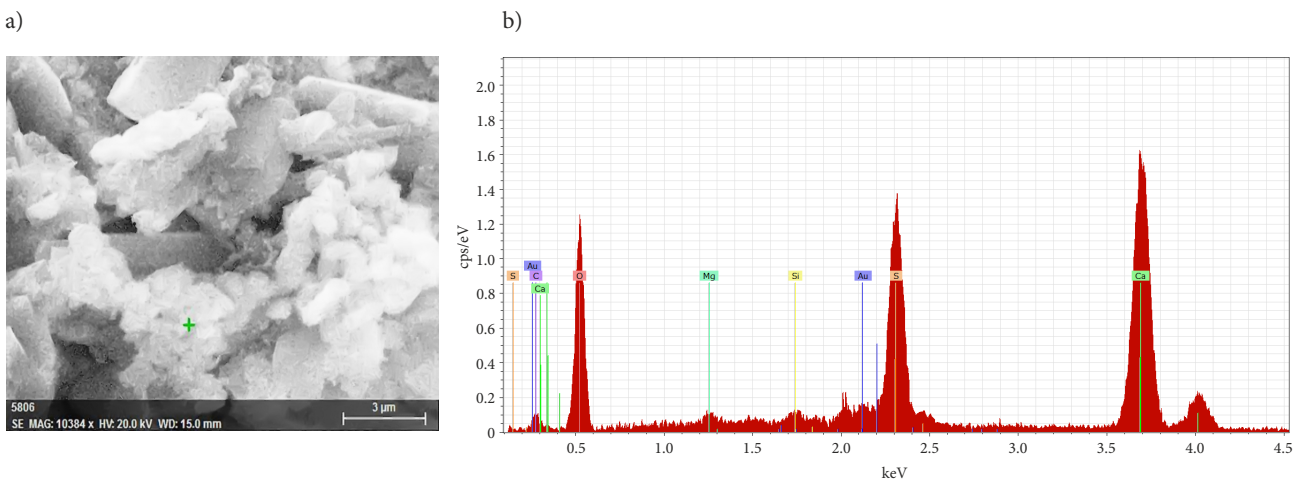 a)
b)
5806
SE MAG: 10384 x HV: 20.0 kV WD: 15.0 mm
3 µm
cps/eV
2.0
1.8
1.6
1.4
1.2
1.0
0.8
0.6
0.4
0.2
0
S
Au
C
Ca
O
Mg
Si
Au
S
Ca
0.5
1.0
1.5
2.0
2.5
3.0
3.5
4.0
4.5
keV